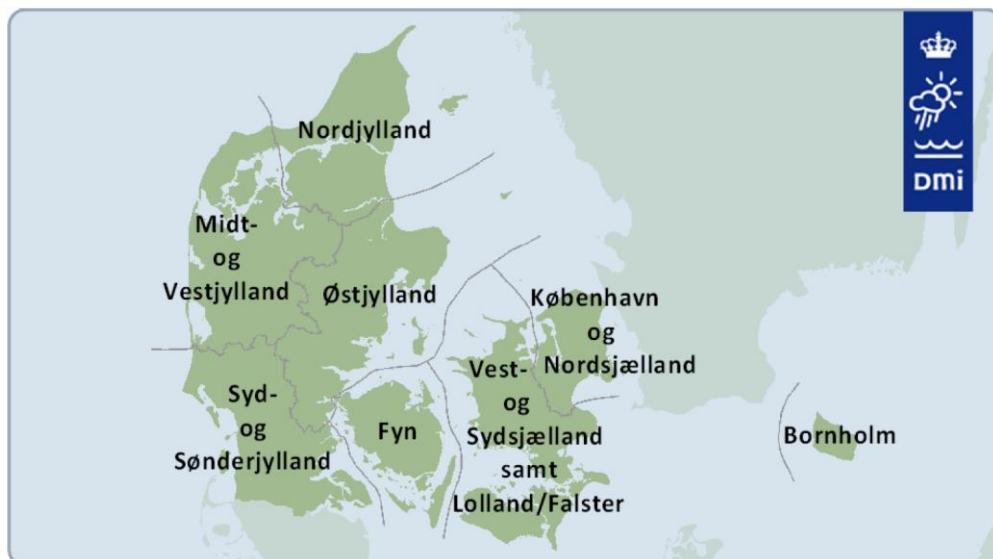 Nordjylland
Midt-
og
Vestjylland
Østjylland
København
og
Nordsjælland
Syd-
og
Sønderjylland
Fyn
Vest-
og
Sydsjælland
samt
Lolland/Falster
Bornholm
DMi